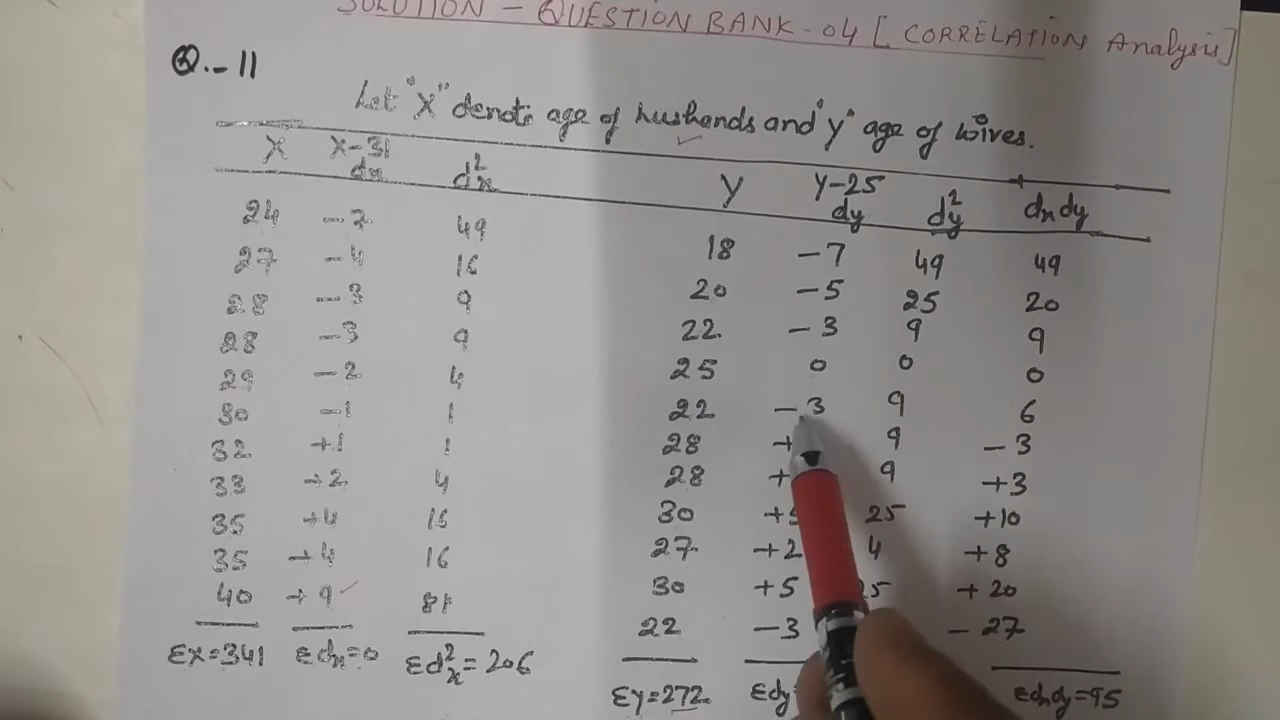 SOLUTION - QUESTION BANK-04 [CORRELATION Analysis]
Q.-11
Let "X" denote age of husbands and "Y" age of wives.
X X-31 dx d²x Y Y-25 dy d²y dxdy
24 -7 49 18 -7 49 49
27 -4 16 20 -5 25 20
28 -3 9 22 -3 9 9
28 -3 9 25 0 0 0
29 -2 4 22 -3 9 6
30 -1 1 28 + 9 -3
32 +1 1 28 + 9 +3
33 +2 4 30 +5 25 +10
35 +4 16 27 +2 4 +8
35 +4 16 30 +5 25 +20
40 +9 81 22 -3 -27
Σx=341 Σdx=0 Σd²x=206 Σy=272 Σdy= Σdxdy=95